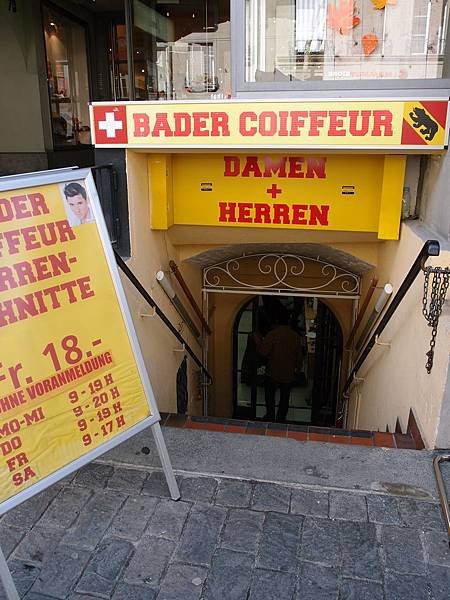 BADER COIFFEUR
DAMEN
+
HERREN
DER
FFEUR
RREN-
HNITTE
Fr. 18.-
OHNE VORANMELDUNG
MO-MI 9-19 H
DO 9-20 H
FR 9-19 H
SA 9-17 H